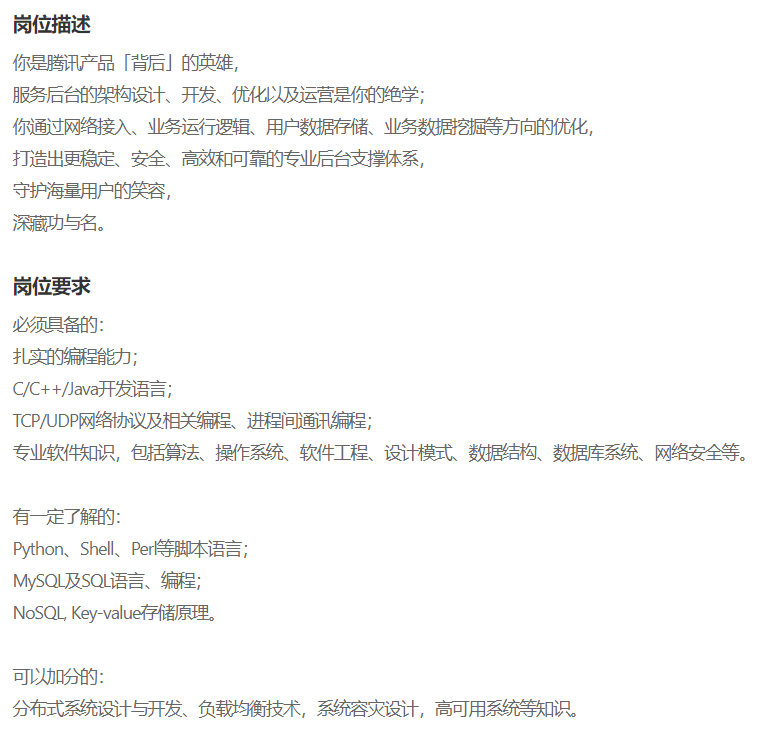 岗位描述
你是腾讯产品「背后」的英雄，
服务后台的架构设计、开发、优化以及运营是你的绝学；
你通过网络接入、业务运行逻辑、用户数据存储、业务数据挖掘等方向的优化，
打造出更稳定、安全、高效和可靠的专业后台支撑体系，
守护海量用户的笑容，
深藏功与名。
岗位要求
必须具备的：
扎实的编程能力；
C/C++/Java开发语言；
TCP/UDP网络协议及相关编程、进程间通讯编程；
专业软件知识，包括算法、操作系统、软件工程、设计模式、数据结构、数据库系统、网络安全等。
有一定了解的：
Python、Shell、Perl等脚本语言；
MySQL及SQL语言、编程；
NoSQL, Key-value存储原理。
可以加分的：
分布式系统设计与开发、负载均衡技术，系统容灾设计，高可用系统等知识。